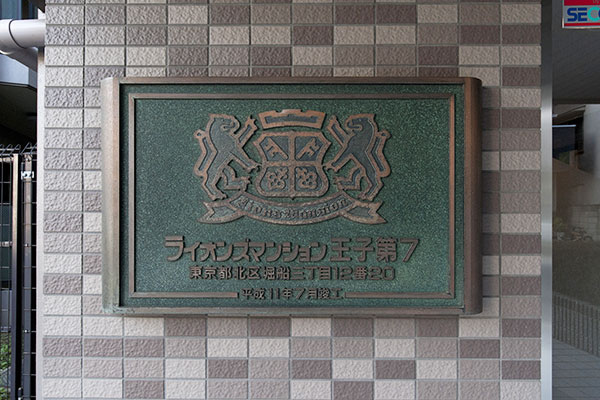 SECO
Lions Mansion
ライオンズマンション王子第7
東京都北区堀船三丁目12番20
平成11年7月竣工